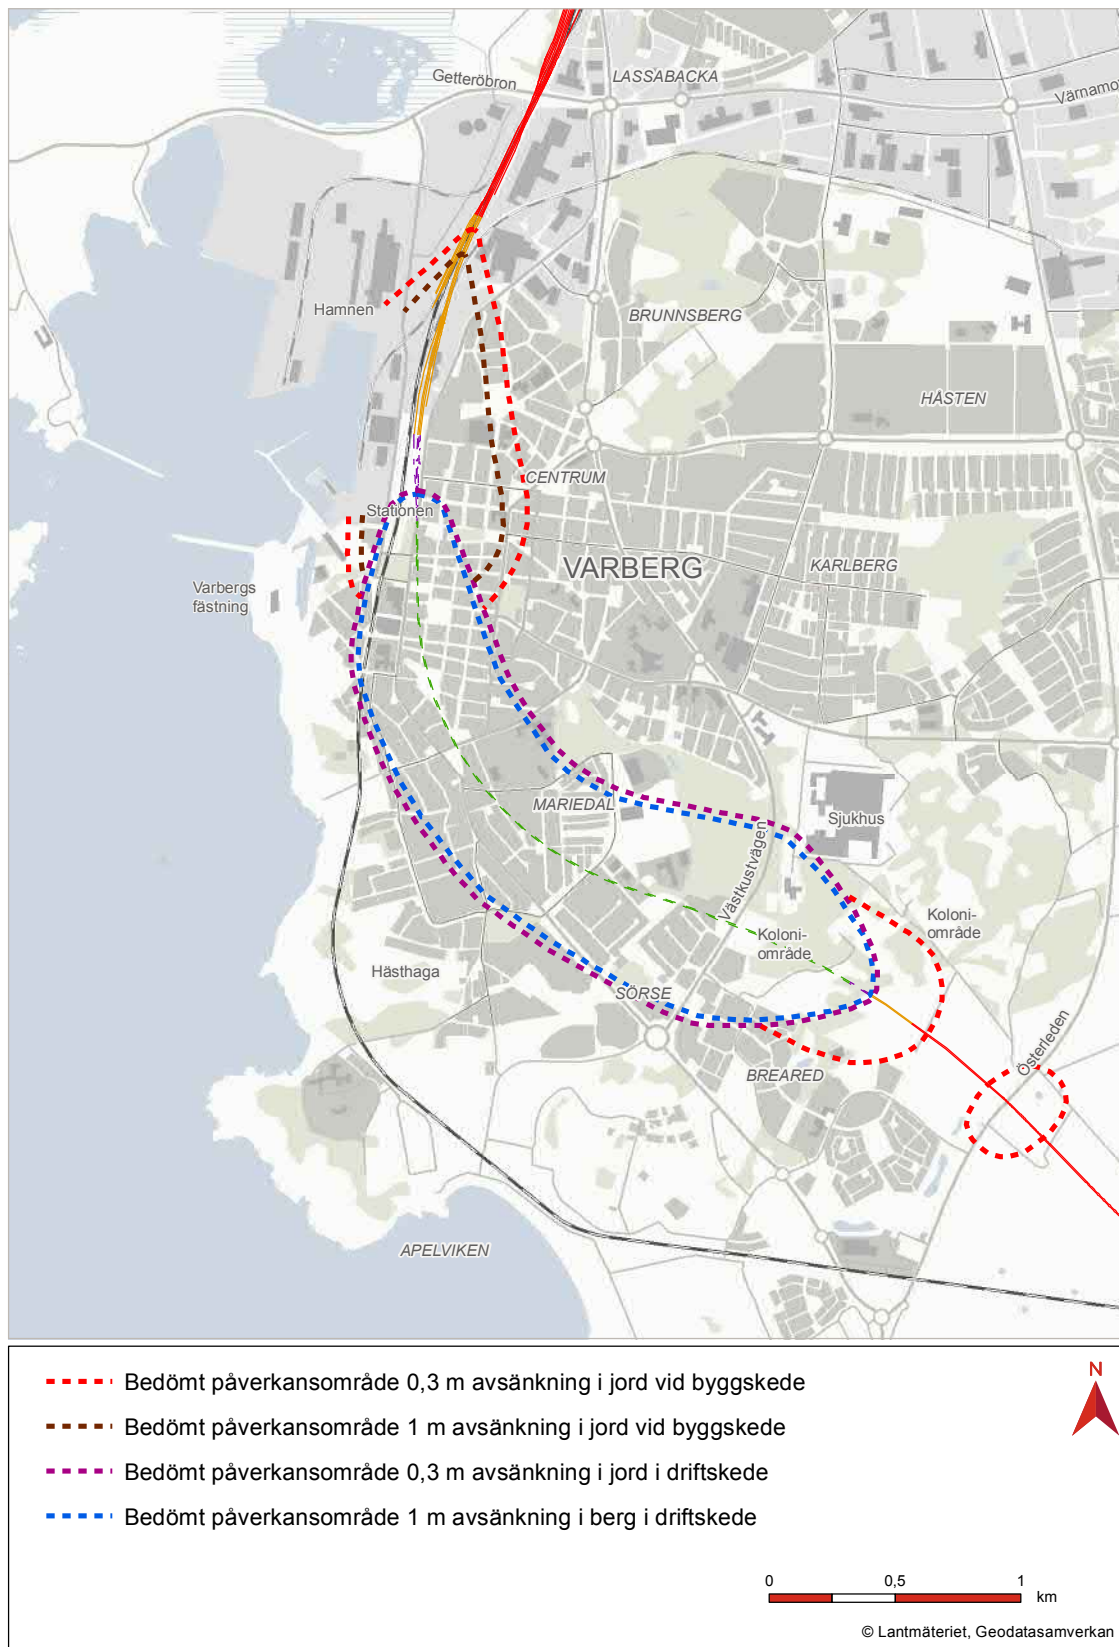 Getteröbron
LASSABACKA
Värnamo
Hamnen
BRUNNSBERG
HÅSTEN
CENTRUM
Stationen
VARBERG
KARLBERG
Varbergs
fästning
MARIEDAL
Sjukhus
Västkustvägen
Koloni-
område
Koloni-
område
Hästhaga
SÖRSE
Österleden
BREARED
APELVIKEN
Bedömt påverkansområde 0,3 m avsänkning i jord vid byggskede
Bedömt påverkansområde 1 m avsänkning i jord vid byggskede
Bedömt påverkansområde 0,3 m avsänkning i jord i driftskede
Bedömt påverkansområde 1 m avsänkning i berg i driftskede
N
0 0,5 1
km
© Lantmäteriet, Geodatasamverkan